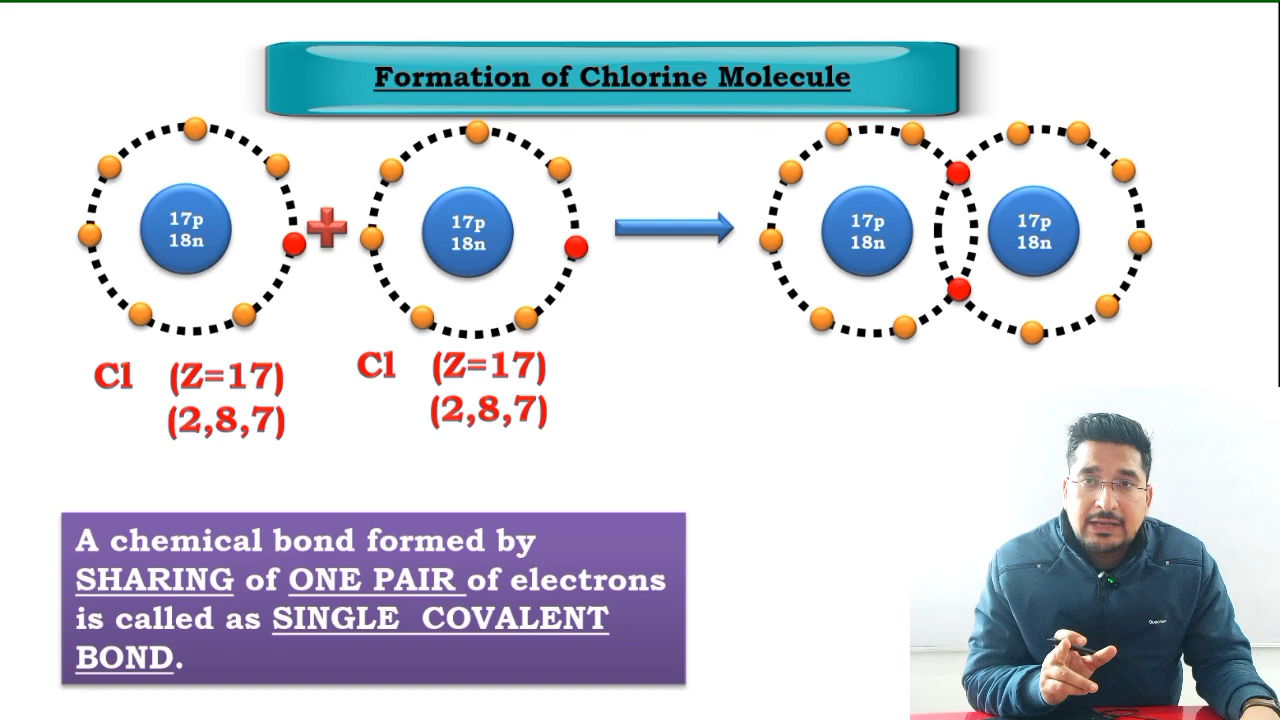 Formation of Chlorine Molecule
17p
18n
17p
18n
17p
18n
17p
18n
Cl (Z=17)
(2,8,7)
Cl (Z=17)
(2,8,7)
A chemical bond formed by
SHARING of ONE PAIR of electrons
is called as SINGLE COVALENT
BOND.